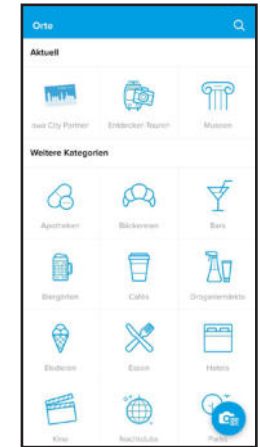 Orte
Aktuell
swa City Partner
Entdecker-Touren
Museen
Weitere Kategorien
Apotheken
Bäckereien
Bars
Biergärten
Cafés
Drogeriemärkte
Eisdielen
Essen
Hotels
Kino
Nachtclubs
Parks